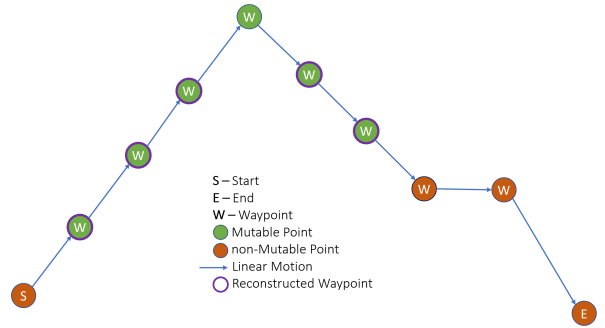 W
W
W
W
W
W
W
W
W
S
E
S – Start
E – End
W – Waypoint
Mutable Point
non-Mutable Point
Linear Motion
Reconstructed Waypoint